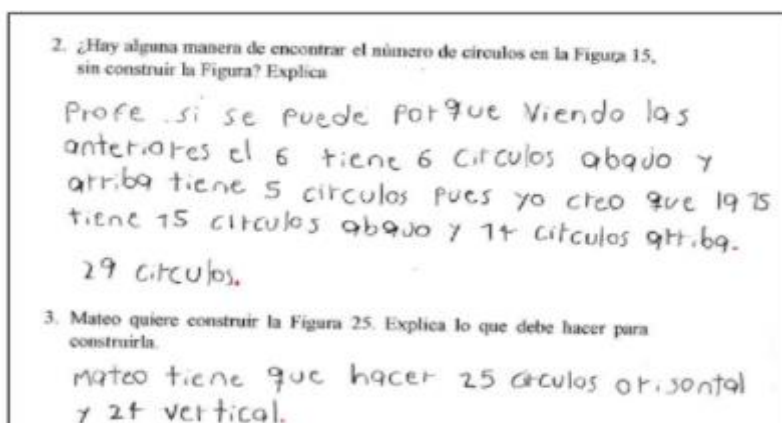 2. ¿Hay alguna manera de encontrar el número de círculos en la Figura 15,
sin construir la Figura? Explica
Profe si se puede porque viendo las
anteriores el 6 tiene 6 circulos abajo y
arriba tiene 5 circulos pues yo creo que la 15
tiene 15 circulos abajo y 14 circulos arriba.
29 circulos.
3. Mateo quiere construir la Figura 25. Explica lo que debe hacer para
construirla.
Mateo tiene que hacer 25 circulos orisontal
y 24 vertical.